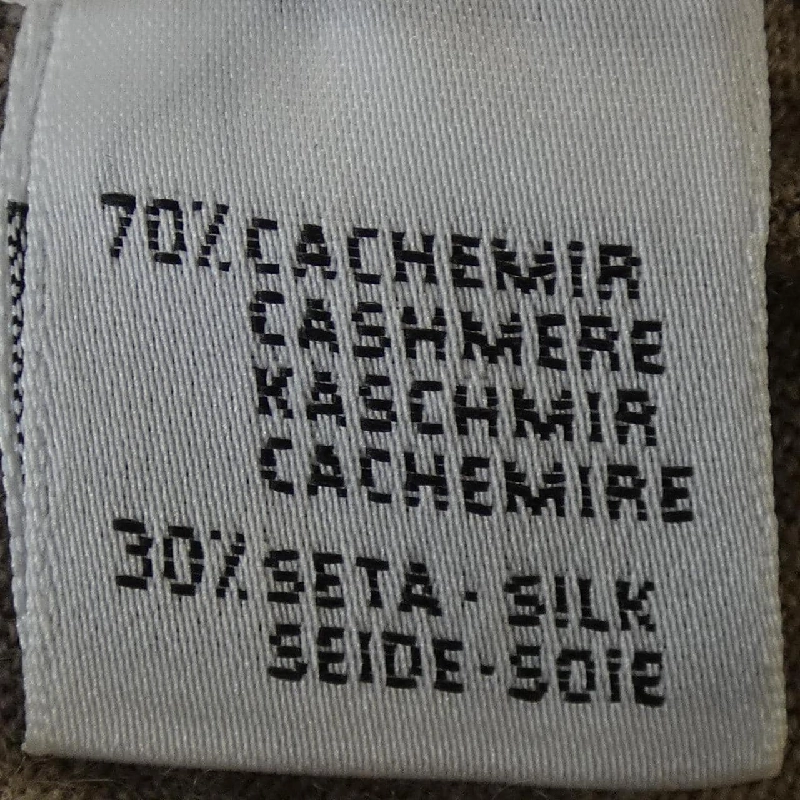 70% CACHEMIR
CASHMERE
KASCHMIR
CACHEMIRE
30% SETA · SILK
SEIDE · SOIE